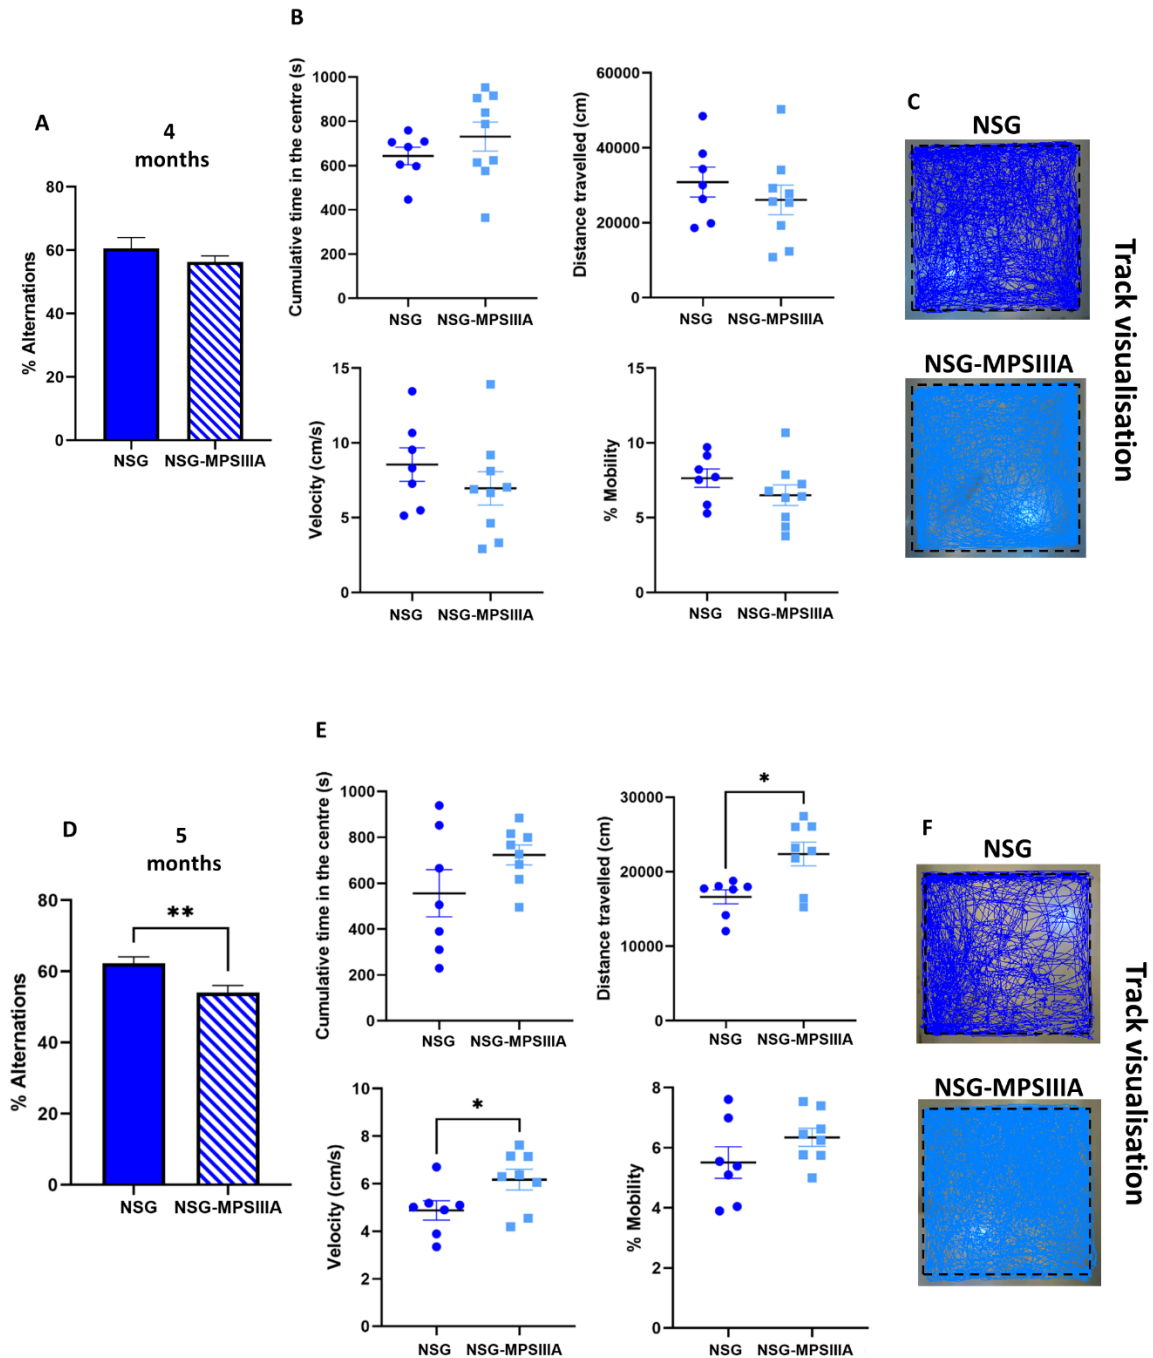 A
4
months
% Alternations
80
60
40
20
0
NSG
NSG-MPSIIIA
B
Cumulative time in the centre (s)
1000
800
600
400
200
0
NSG
NSG-MPSIIIA
Distance travelled (cm)
60000
40000
20000
0
NSG
NSG-MPSIIIA
Velocity (cm/s)
15
10
5
0
NSG
NSG-MPSIIIA
% Mobility
15
10
5
0
NSG
NSG-MPSIIIA
C
NSG
NSG-MPSIIIA
Track visualisation
D
5
months
% Alternations
80
60
40
20
0
**
NSG
NSG-MPSIIIA
E
Cumulative time in the centre (s)
1000
800
600
400
200
0
NSG
NSG-MPSIIIA
Distance travelled (cm)
30000
20000
10000
0
*
NSG
NSG-MPSIIIA
Velocity (cm/s)
10
8
6
4
2
0
*
NSG
NSG-MPSIIIA
% Mobility
8
6
4
2
0
NSG
NSG-MPSIIIA
F
NSG
NSG-MPSIIIA
Track visualisation